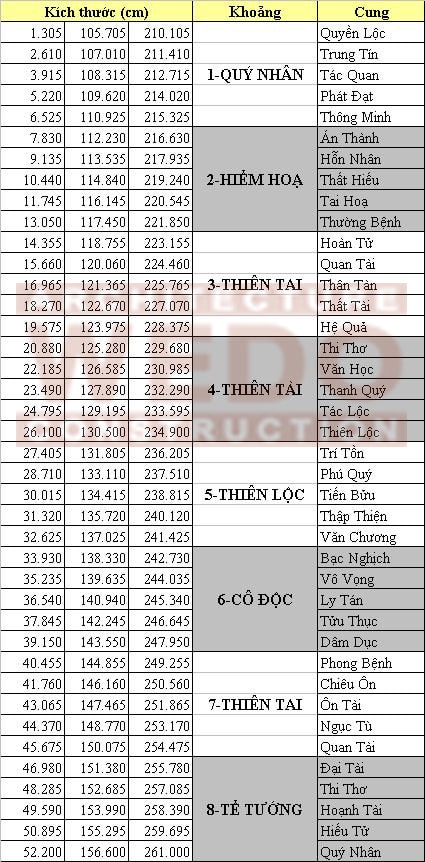 Kích thước (cm) Khoảng Cung
1.305 105.705 210.105 Quyền Lộc
2.610 107.010 211.410 Trung Tín
3.915 108.315 212.715 1-QUÝ NHÂN Tác Quan
5.220 109.620 214.020 Phát Đạt
6.525 110.925 215.325 Thông Minh
7.830 112.230 216.630 Án Thành
9.135 113.535 217.935 Hỗn Nhân
10.440 114.840 219.240 2-HIỂM HOẠ Thất Hiếu
11.745 116.145 220.545 Tai Hoạ
13.050 117.450 221.850 Thường Bệnh
14.355 118.755 223.155 Hoàn Tử
15.660 120.060 224.460 Quan Tài
16.965 121.365 225.765 3-THIÊN TAI Thân Tàn
18.270 122.670 227.070 Thất Tài
19.575 123.975 228.375 Hệ Quả
20.880 125.280 229.680 Thi Thơ
22.185 126.585 230.985 Văn Học
23.490 127.890 232.290 4-THIÊN TÀI Thanh Quý
24.795 129.195 233.595 Tác Lộc
26.100 130.500 234.900 Thiên Lộc
27.405 131.805 236.205 Trí Tồn
28.710 133.110 237.510 Phú Quý
30.015 134.415 238.815 5-THIÊN LỘC Tiến Bửu
31.320 135.720 240.120 Thập Thiện
32.625 137.025 241.425 Văn Chương
33.930 138.330 242.730 Bạc Nghịch
35.235 139.635 244.035 Vô Vọng
36.540 140.940 245.340 6-CÔ ĐỘC Ly Tán
37.845 142.245 246.645 Tửu Thục
39.150 143.550 247.950 Dâm Dục
40.455 144.855 249.255 Phong Bệnh
41.760 146.160 250.560 Chiêu Ôn
43.065 147.465 251.865 7-THIÊN TAI Ôn Tài
44.370 148.770 253.170 Ngục Tù
45.675 150.075 254.475 Quan Tài
46.980 151.380 255.780 Đại Tài
48.285 152.685 257.085 Thi Thơ
49.590 153.990 258.390 8-TỂ TƯỚNG Hoạnh Tài
50.895 155.295 259.695 Hiếu Tử
52.200 156.600 261.000 Quý Nhân
ARCHITECTURE
VEDO
CONSTRUCTION